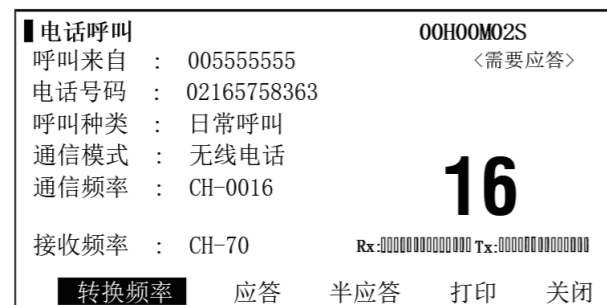 电话呼叫 00H00M02S
呼叫来自 : 005555555 <需要应答>
电话号码 : 02165758363
呼叫种类 : 日常呼叫
通信模式 : 无线电话
通信频率 : CH-0016
16
接收频率 : CH-70 Rx: Tx:
转换频率 应答 半应答 打印 关闭